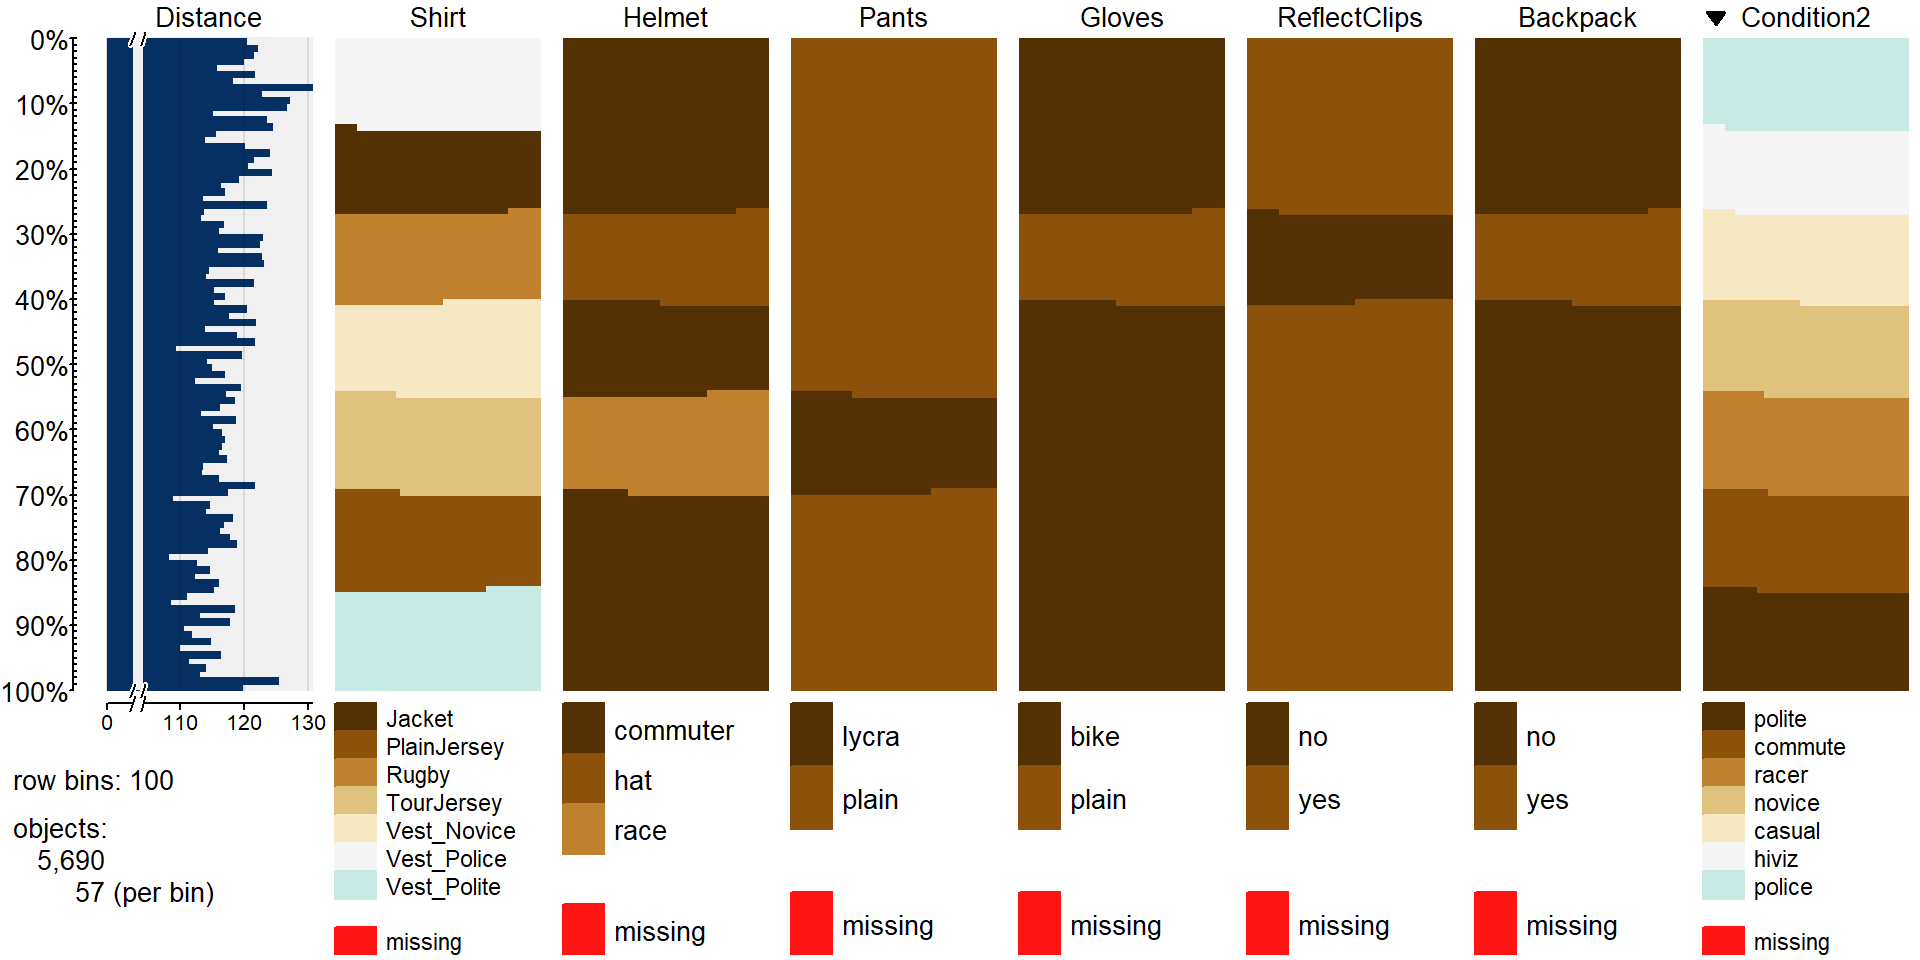 Distance Shirt Helmet Pants Gloves ReflectClips Backpack Condition2
0%
10%
20%
30%
40%
50%
60%
70%
80%
90%
100%
0 110 120 130
row bins: 100
objects:
5,690
57 (per bin)
Jacket
PlainJersey
Rugby
TourJersey
Vest_Novice
Vest_Police
Vest_Polite
missing
commuter
hat
race
missing
lycra
plain
missing
bike
plain
missing
no
yes
missing
no
yes
missing
polite
commute
racer
novice
casual
hiviz
police
missing